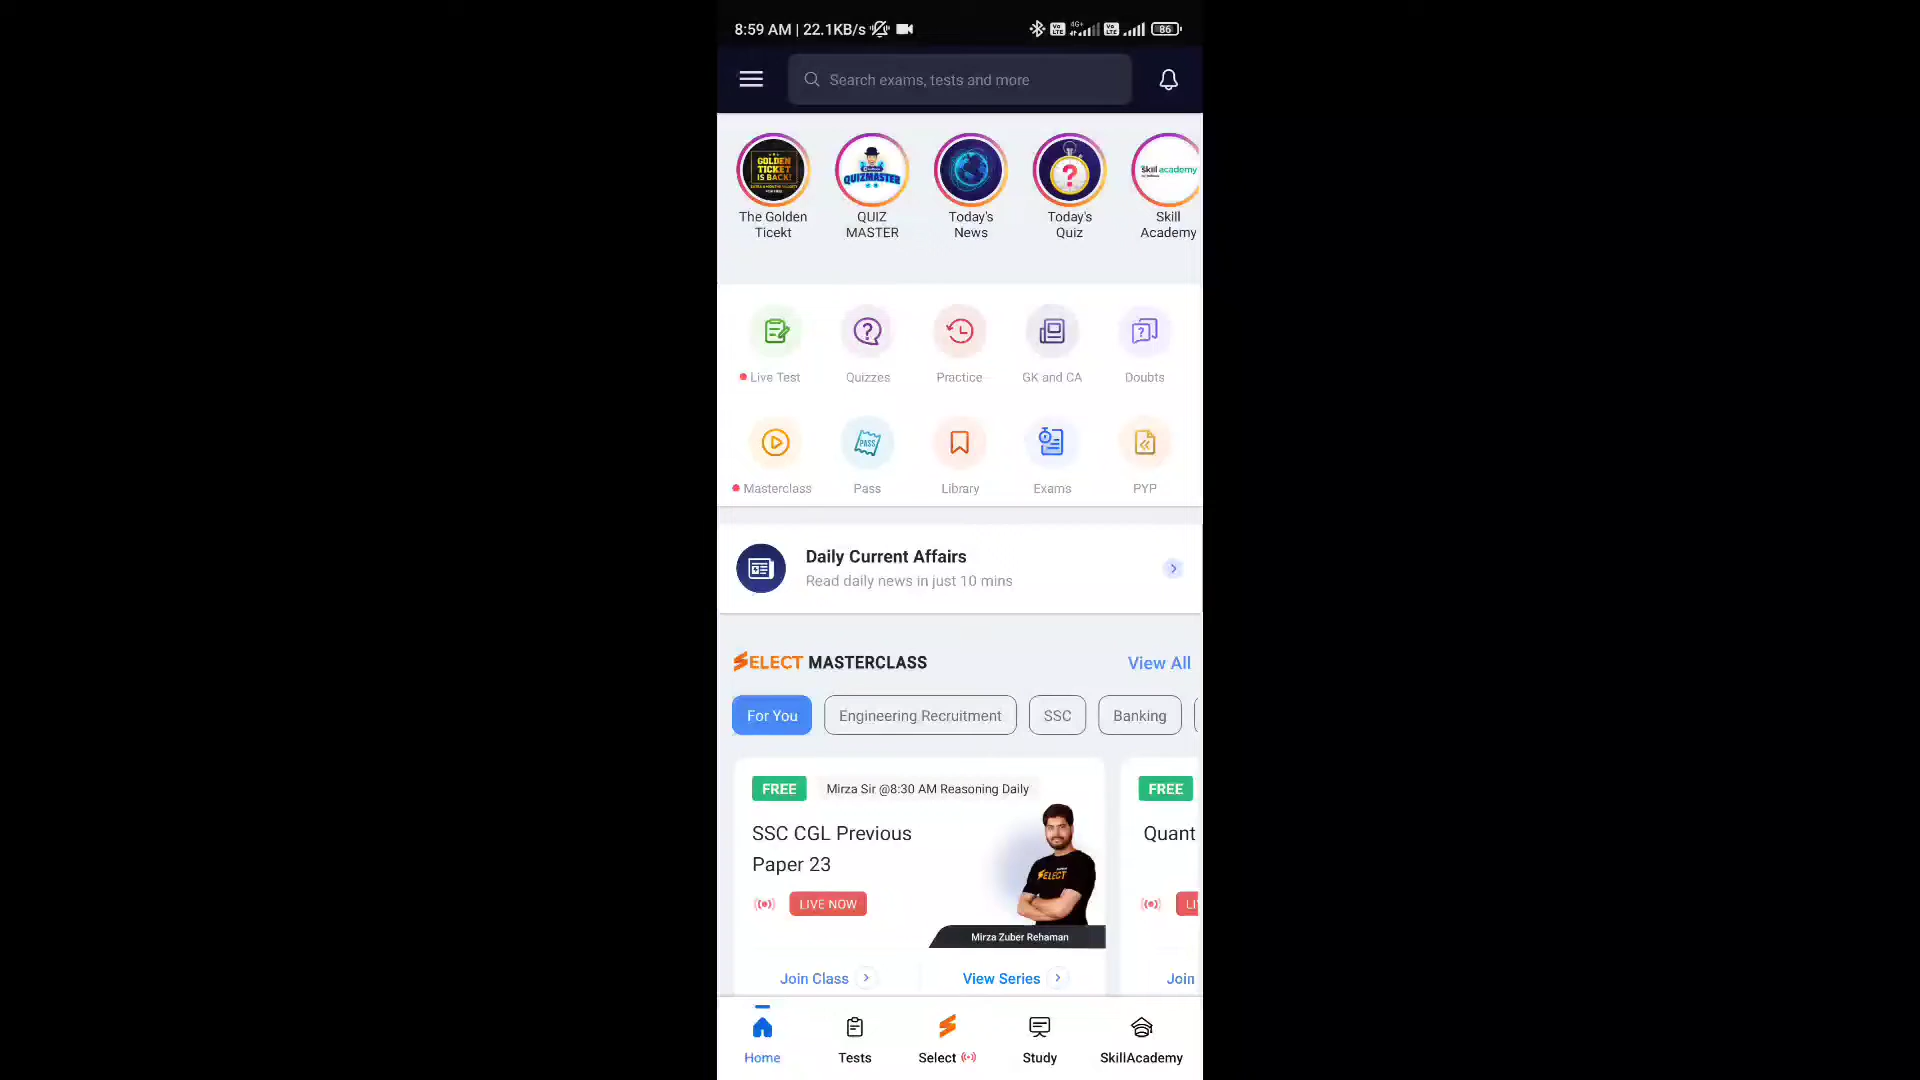 8:59 AM | 22.1KB/s
4G+
86
Search exams, tests and more
GOLDEN
TICKET
IS BACK!
QUIZMASTER
Skill academy
The Golden
Ticekt
QUIZ
MASTER
Today's
News
Today's
Quiz
Skill
Academy
Live Test
Quizzes
Practice
GK and CA
Doubts
PASS
Masterclass
Pass
Library
Exams
PYP
Daily Current Affairs
Read daily news in just 10 mins
SELECT MASTERCLASS
View All
For You
Engineering Recruitment
SSC
Banking
FREE
Mirza Sir @8:30 AM Reasoning Daily
SSC CGL Previous
Paper 23
LIVE NOW
SELECT
Mirza Zuber Rehaman
Join Class
View Series
FREE
Quant
LI
Join
Home
Tests
Select
Study
SkillAcademy